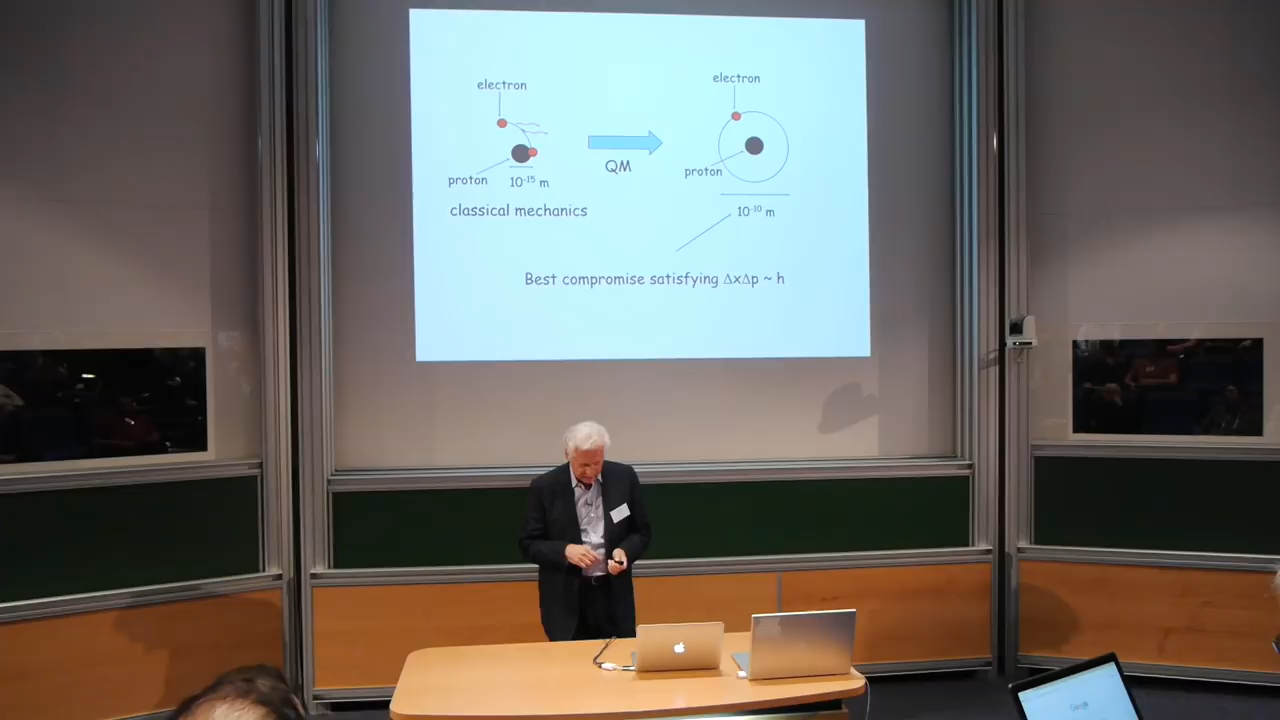 electron
proton
10⁻¹⁵ m
classical mechanics
QM
electron
proton
10⁻¹⁰ m
Best compromise satisfying ΔxΔp ~ h